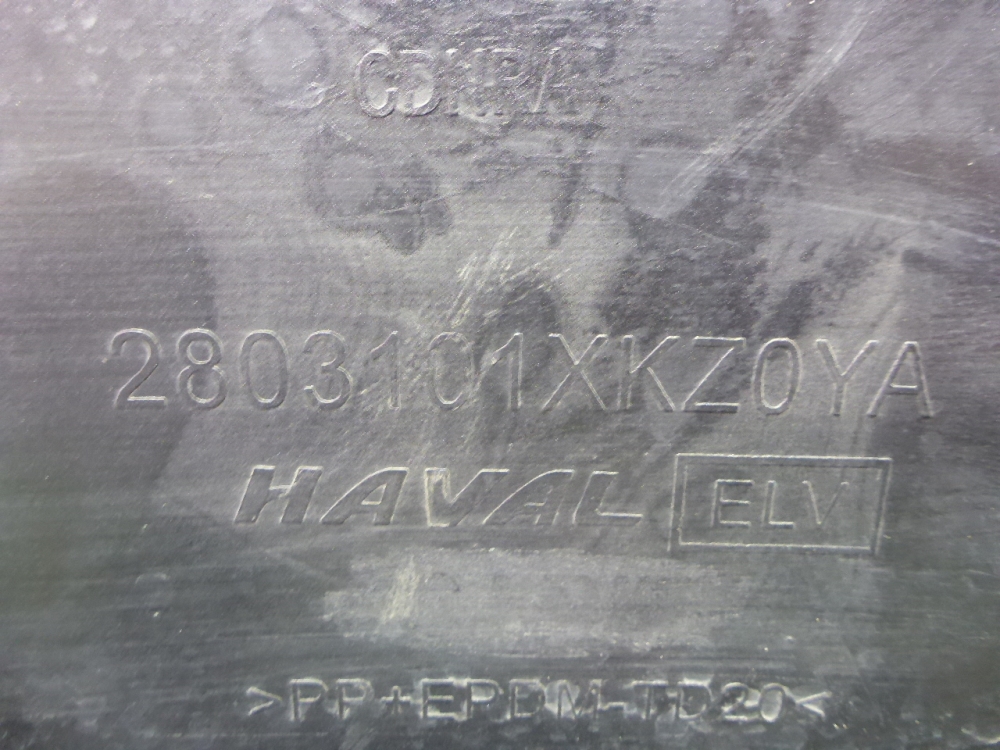 2803101XKZ0YA
HAVAL ELV
>PP+EPDM-TD20<